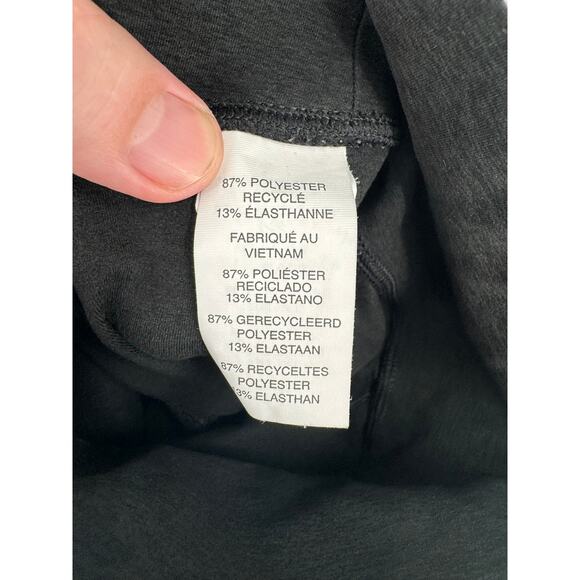 87% POLYESTER
RECYCLÉ
13% ÉLASTHANNE
FABRIQUÉ AU
VIETNAM
87% POLIÉSTER
RECICLADO
13% ELASTANO
87% GERECYCLEERD
POLYESTER
13% ELASTAAN
87% RECYCELTES
POLYESTER
13% ELASTHAN